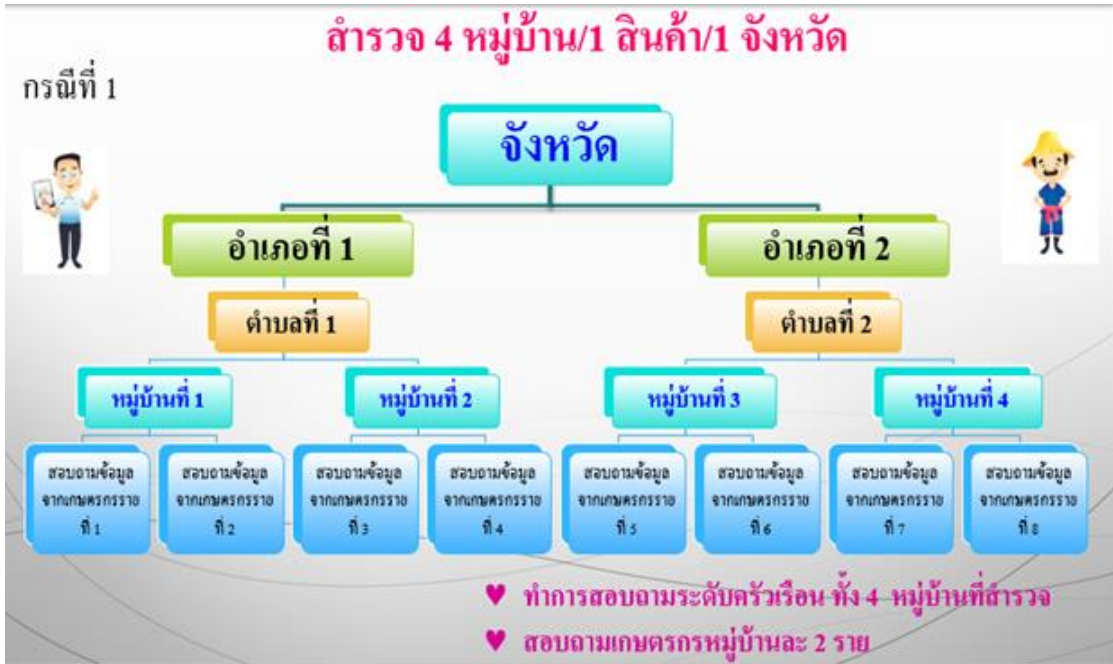 สำรวจ 4 หมู่บ้าน/1 สินค้า/1 จังหวัด
กรณีที่ 1
จังหวัด
อำเภอที่ 1
อำเภอที่ 2
ตำบลที่ 1
ตำบลที่ 2
หมู่บ้านที่ 1
หมู่บ้านที่ 2
หมู่บ้านที่ 3
หมู่บ้านที่ 4
สอบถามข้อมูล
จากเกษตรกรราย
ที่ 1
สอบถามข้อมูล
จากเกษตรกรราย
ที่ 2
สอบถามข้อมูล
จากเกษตรกรราย
ที่ 3
สอบถามข้อมูล
จากเกษตรกรราย
ที่ 4
สอบถามข้อมูล
จากเกษตรกรราย
ที่ 5
สอบถามข้อมูล
จากเกษตรกรราย
ที่ 6
สอบถามข้อมูล
จากเกษตรกรราย
ที่ 7
สอบถามข้อมูล
จากเกษตรกรราย
ที่ 8
♥ ทำการสอบถามระดับครัวเรือน ทั้ง 4 หมู่บ้านที่สำรวจ
♥ สอบถามเกษตรกรหมู่บ้านละ 2 ราย